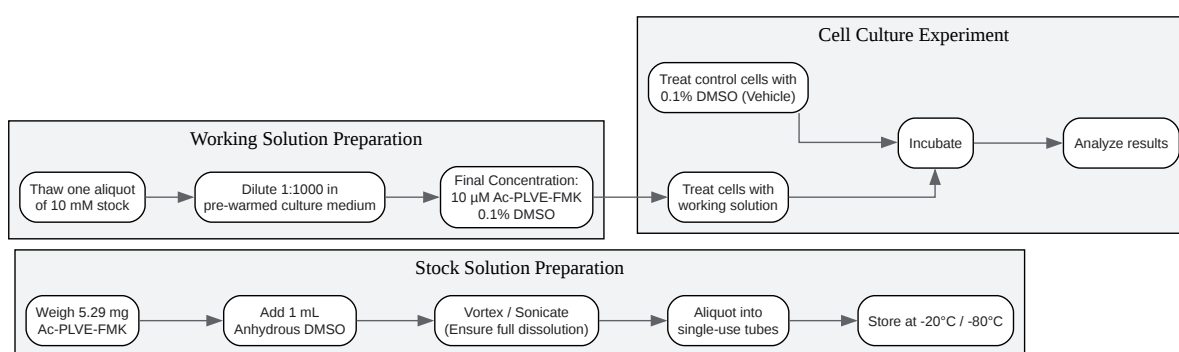 Cell Culture Experiment
Treat control cells with
0.1% DMSO (Vehicle)
Working Solution Preparation
Incubate
Analyze results
Thaw one aliquot
of 10 mM stock
Dilute 1:1000 in
pre-warmed culture medium
Final Concentration:
10 µM Ac-PLVE-FMK
0.1% DMSO
Treat cells with
working solution
Stock Solution Preparation
Weigh 5.29 mg
Ac-PLVE-FMK
Add 1 mL
Anhydrous DMSO
Vortex / Sonicate
(Ensure full dissolution)
Aliquot into
single-use tubes
Store at -20°C / -80°C